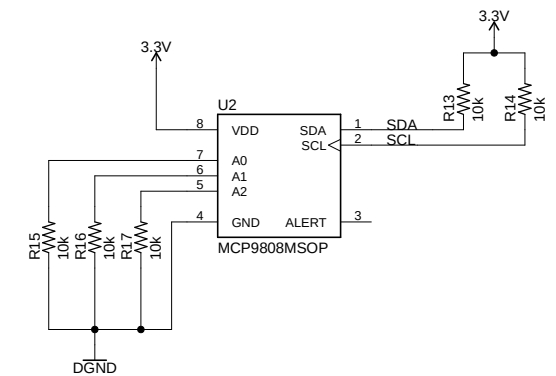 3.3V
3.3V
U2
R13
10k
R14
10k
8
VDD
SDA
1
SDA
SCL
2
SCL
7
A0
6
A1
5
A2
4
GND
ALERT
3
R15
10k
R16
10k
R17
10k
MCP9808MSOP
DGND